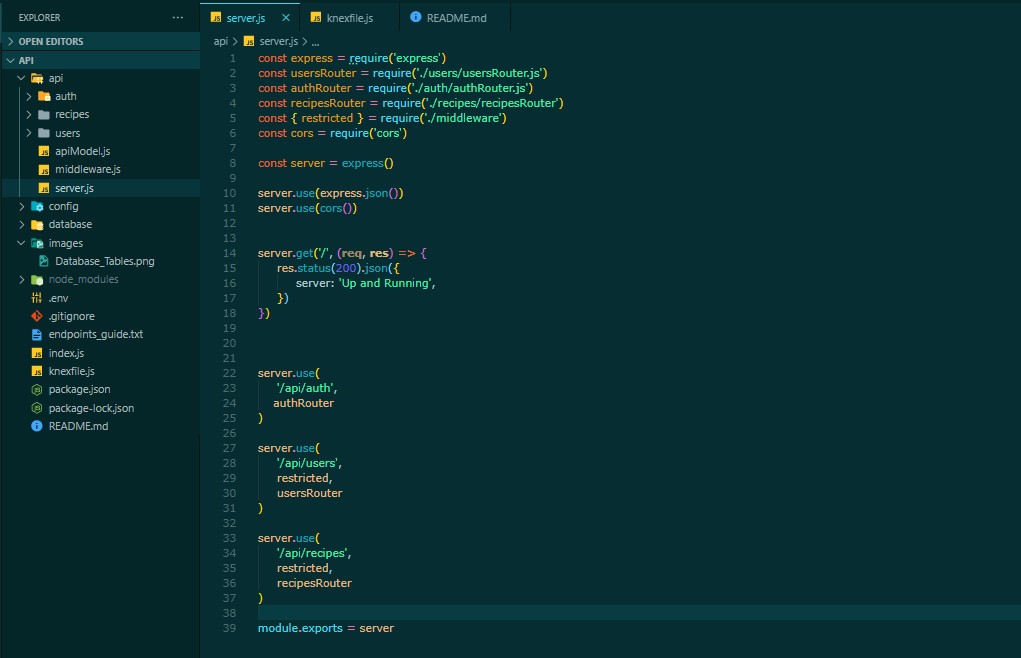 EXPLORER
···
OPEN EDITORS
API
api
auth
recipes
users
JS apiModel.js
JS middleware.js
JS server.js
config
database
images
Database_Tables.png
node_modules
.env
.gitignore
endpoints_guide.txt
JS index.js
JS knexfile.js
package.json
package-lock.json
README.md
JS server.js ×
JS knexfile.js
README.md
api > JS server.js > ...
1 const express = require('express')
2 const usersRouter = require('./users/usersRouter.js')
3 const authRouter = require('./auth/authRouter.js')
4 const recipesRouter = require('./recipes/recipesRouter')
5 const { restricted } = require('./middleware')
6 const cors = require('cors')
7
8 const server = express()
9
10 server.use(express.json())
11 server.use(cors())
12
13
14 server.get('/', (req, res) => {
15 res.status(200).json({
16 server: 'Up and Running',
17 })
18 })
19
20
21
22 server.use(
23 '/api/auth',
24 authRouter
25 )
26
27 server.use(
28 '/api/users',
29 restricted,
30 usersRouter
31 )
32
33 server.use(
34 '/api/recipes',
35 restricted,
36 recipesRouter
37 )
38
39 module.exports = server